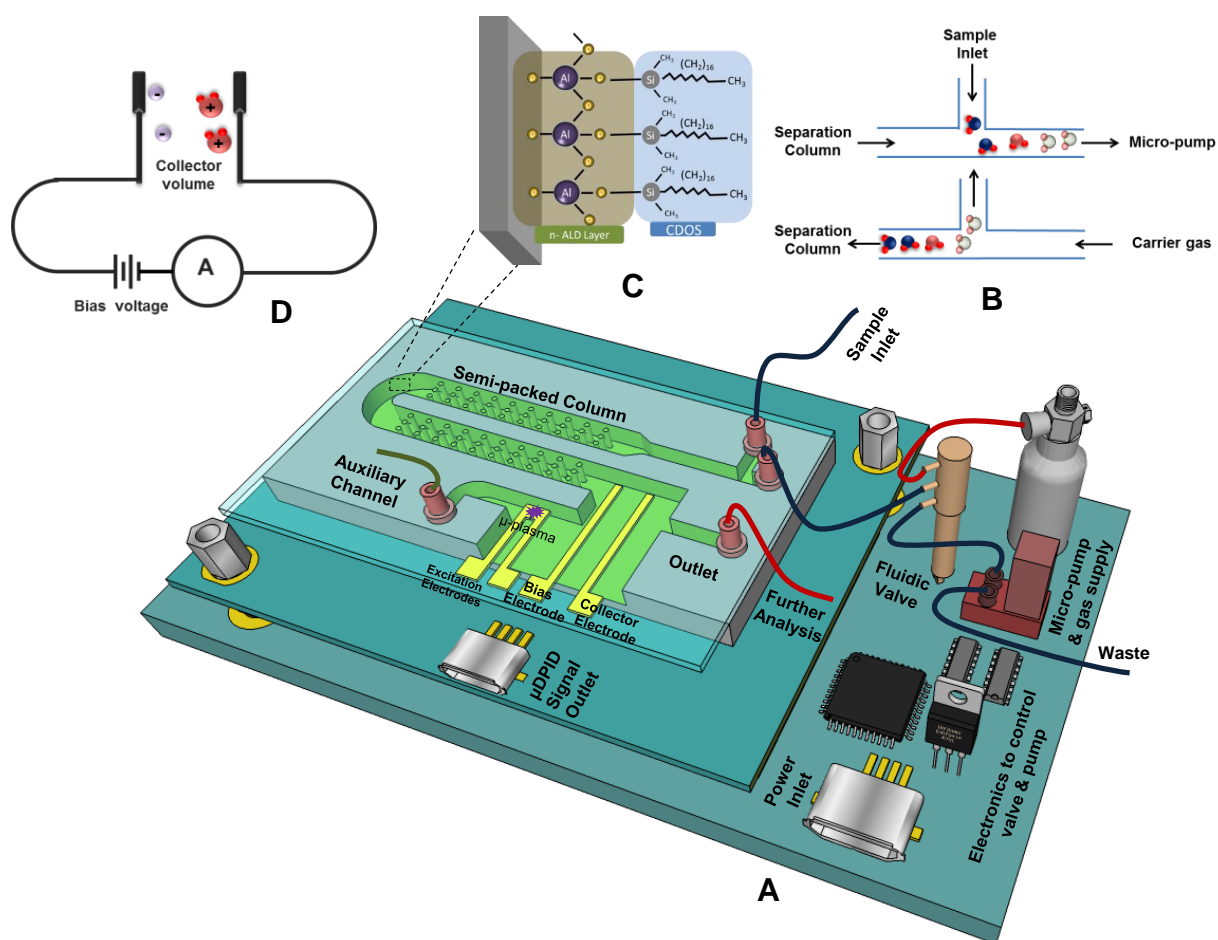 Collector
volume
-
-
+
+
A
Bias voltage
D
Al
Si
CH3
(CH2)16
CH3
CH3
Al
Si
CH3
(CH2)16
CH3
CH3
Al
Si
CH3
(CH2)16
CH3
CH3
n- ALD Layer
CDOS
C
Sample
Inlet
Separation
Column
Micro-pump
Separation
Column
Carrier gas
B
Sample
Inlet
Semi-packed Column
Auxiliary
Channel
μ-plasma
Excitation
Electrodes
Bias
Electrode
Collector
Electrode
Outlet
Further
Analysis
Fluidic
Valve
Micro-pump
& gas supply
Waste
μDPID
Signal
Outlet
Power
Inlet
Electronics to control
valve & pump
A